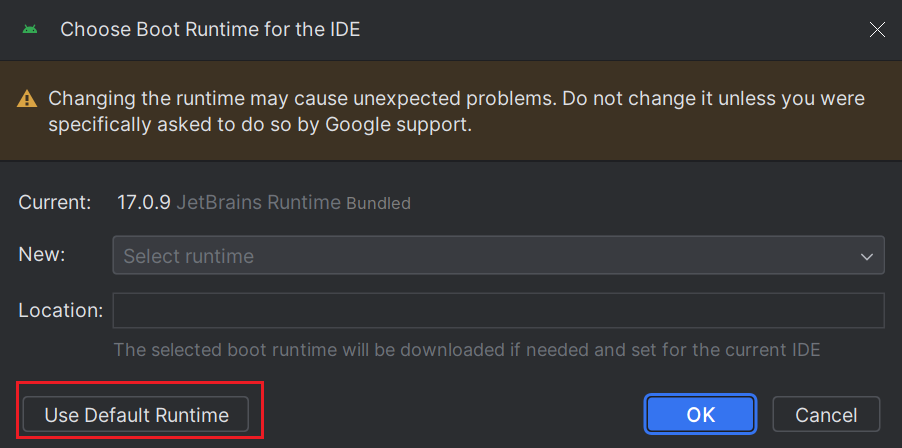 Choose Boot Runtime for the IDE
Changing the runtime may cause unexpected problems. Do not change it unless you were
specifically asked to do so by Google support.
Current: 17.0.9 JetBrains Runtime Bundled
New: Select runtime
Location:
The selected boot runtime will be downloaded if needed and set for the current IDE
Use Default Runtime OK Cancel